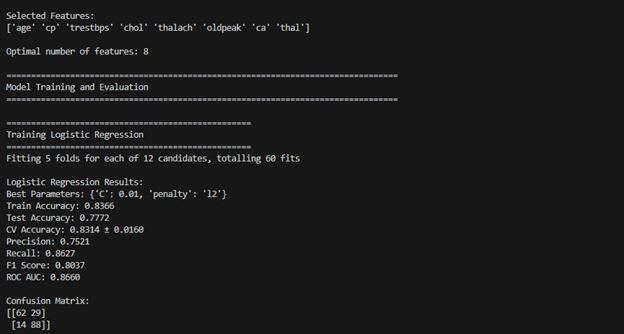 Selected Features:
['age' 'cp' 'trestbps' 'chol' 'thalach' 'oldpeak' 'ca' 'thal']
Optimal number of features: 8
================================================================================
Model Training and Evaluation
================================================================================
==================================================
Training Logistic Regression
==================================================
Fitting 5 folds for each of 12 candidates, totalling 60 fits
Logistic Regression Results:
Best Parameters: {'C': 0.01, 'penalty': 'l2'}
Train Accuracy: 0.8366
Test Accuracy: 0.7772
CV Accuracy: 0.8314 ± 0.0160
Precision: 0.7521
Recall: 0.8627
F1 Score: 0.8037
ROC AUC: 0.8660
Confusion Matrix:
[[62 29]
 [14 88]]